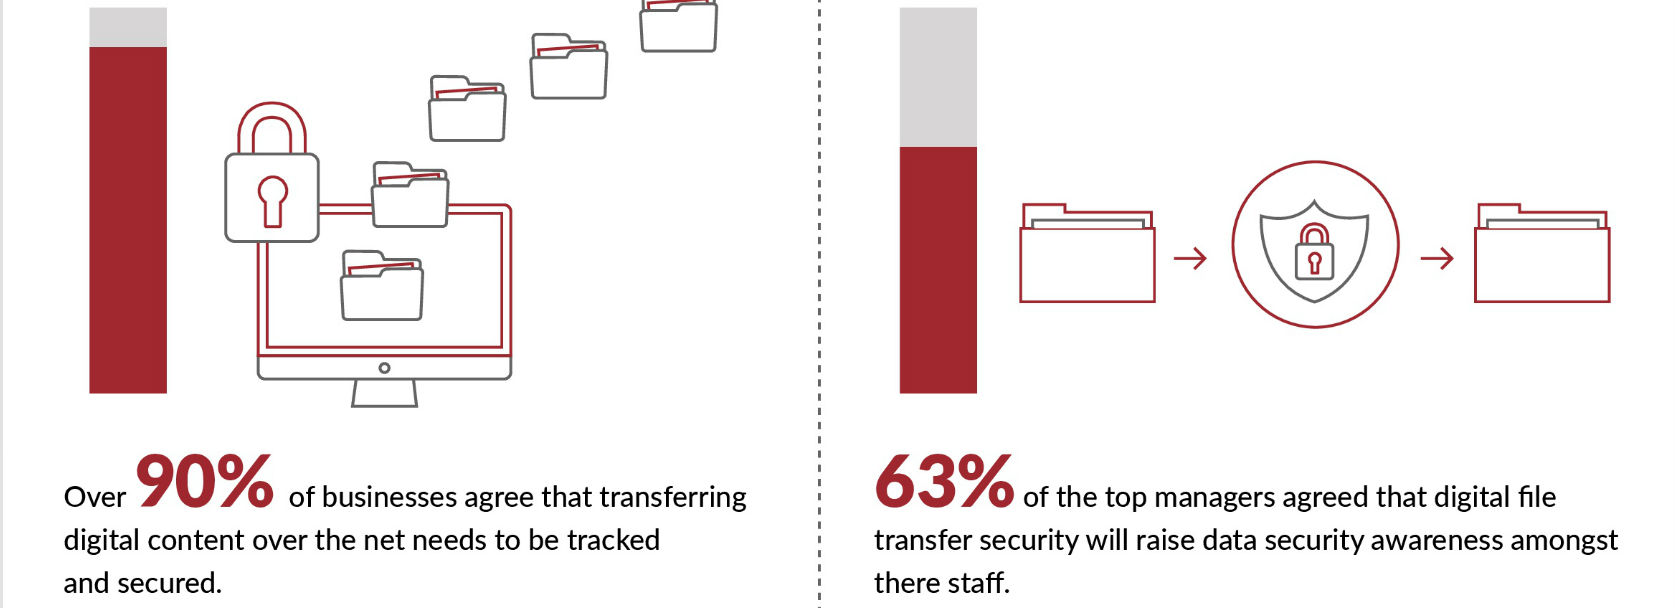 Over 90% of businesses agree that transferring
digital content over the net needs to be tracked
and secured.
63% of the top managers agreed that digital file
transfer security will raise data security awareness amongst
there staff.